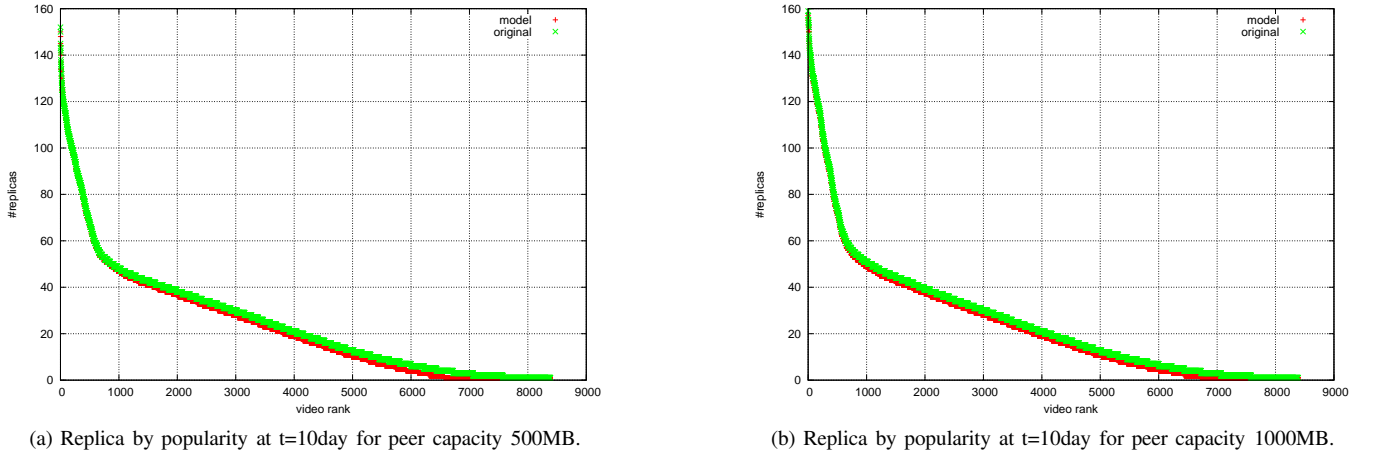 160
140
120
100
80
60
40
20
0
#replicas
0 1000 2000 3000 4000 5000 6000 7000 8000 9000
video rank
model
original
(a) Replica by popularity at t=10day for peer capacity 500MB.
160
140
120
100
80
60
40
20
0
#replicas
0 1000 2000 3000 4000 5000 6000 7000 8000 9000
video rank
model
original
(b) Replica by popularity at t=10day for peer capacity 1000MB.